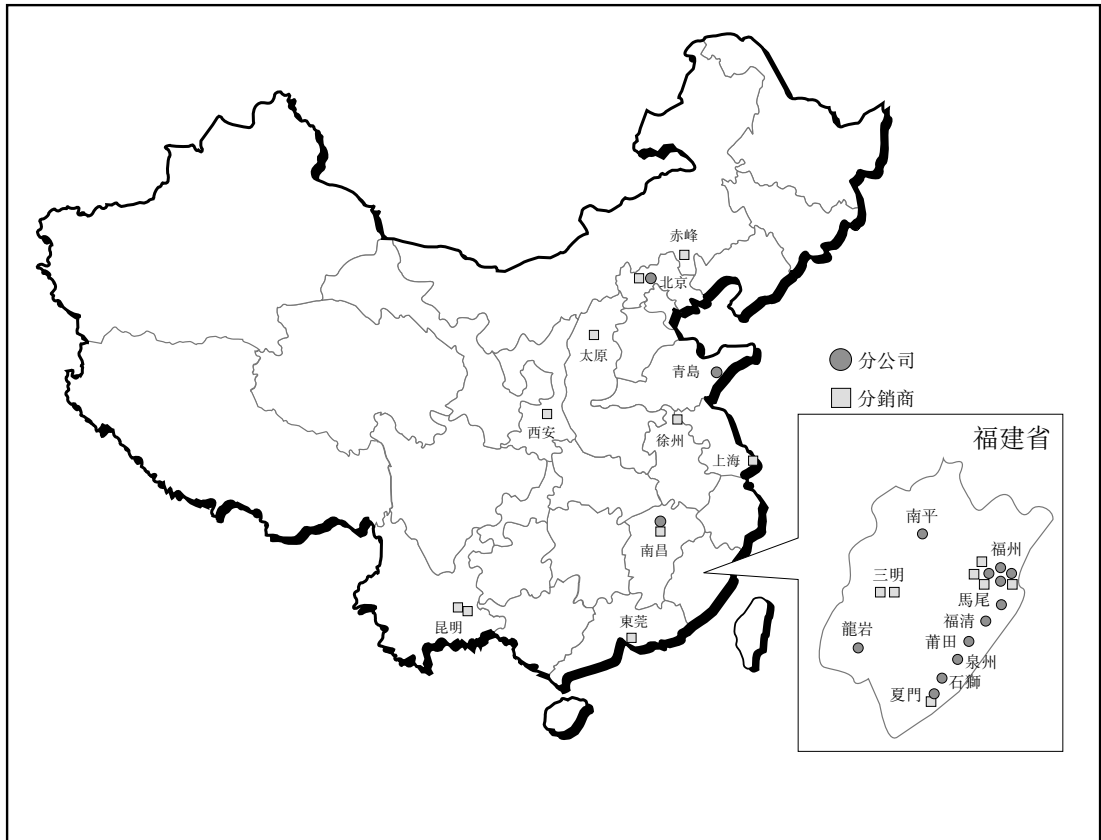 赤峰
北京
太原
青島
分公司
分銷商
西安
徐州
上海
福建省
南平
南昌
福州
三明
馬尾
昆明
東莞
福清
龍岩
莆田
泉州
石獅
夏門